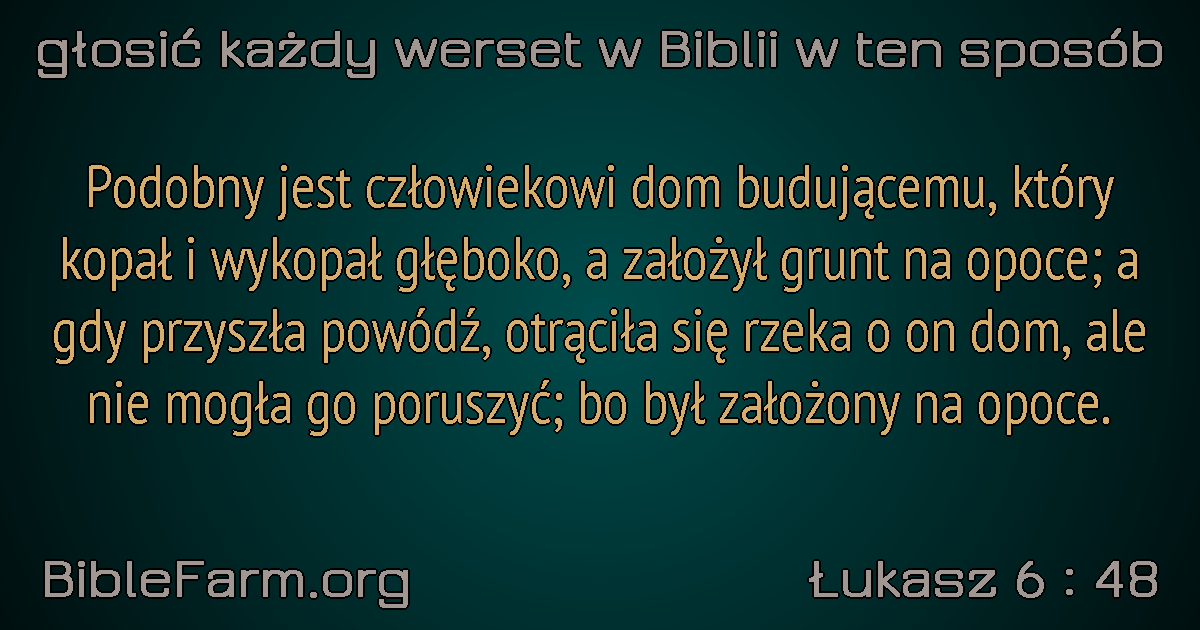 głosić każdy werset w Biblii w ten sposób
Podobny jest człowiekowi dom budującemu, który
kopał i wykopał głęboko, a założył grunt na opoce; a
gdy przyszła powódź, otrąciła się rzeka o on dom, ale
nie mogła go poruszyć; bo był założony na opoce.
BibleFarm.org
Łukasz 6 : 48